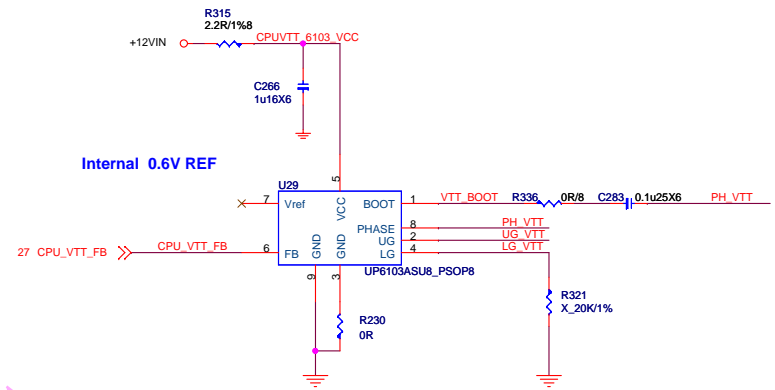 R315
2.2R/1%8
+12VIN
CPUVTT_6103_VCC
C266
1u16X6
Internal 0.6V REF
U29
5
7 Vref VCC BOOT 1 VTT_BOOT R336 0R/8 C283 0.1u25X6 PH_VTT
PHASE 8 PH_VTT
UG 2 UG_VTT
27 CPU_VTT_FB CPU_VTT_FB 6 FB GND GND LG 4 LG_VTT
UP6103ASU8_PSOP8
9 3
R321
X_20K/1%
R230
0R